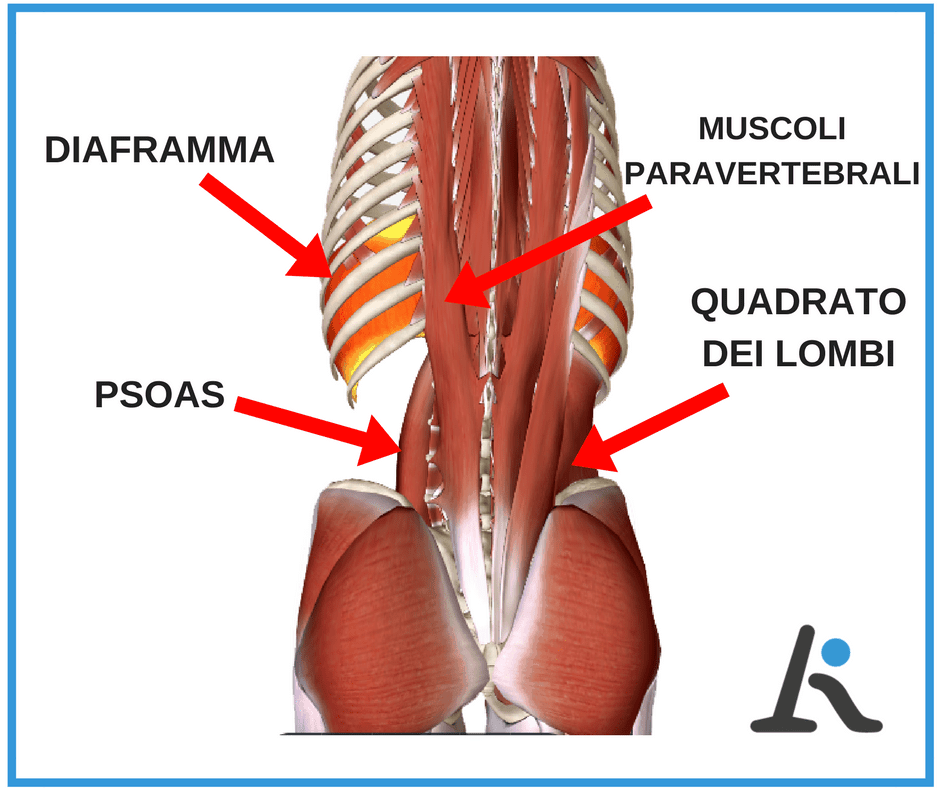 DIAFRAMMA
MUSCOLI
PARAVERTEBRALI
QUADRATO
DEI LOMBI
PSOAS